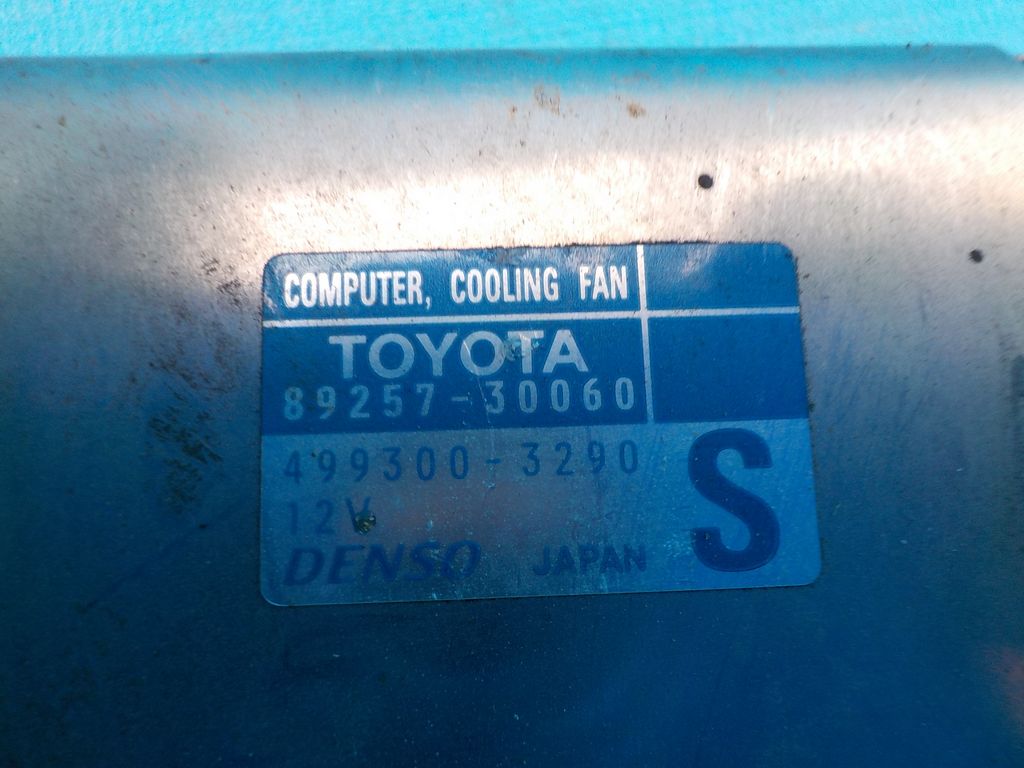 COMPUTER, COOLING FAN
TOYOTA
89257-30060
499300-3290
12V
DENSO JAPAN
S